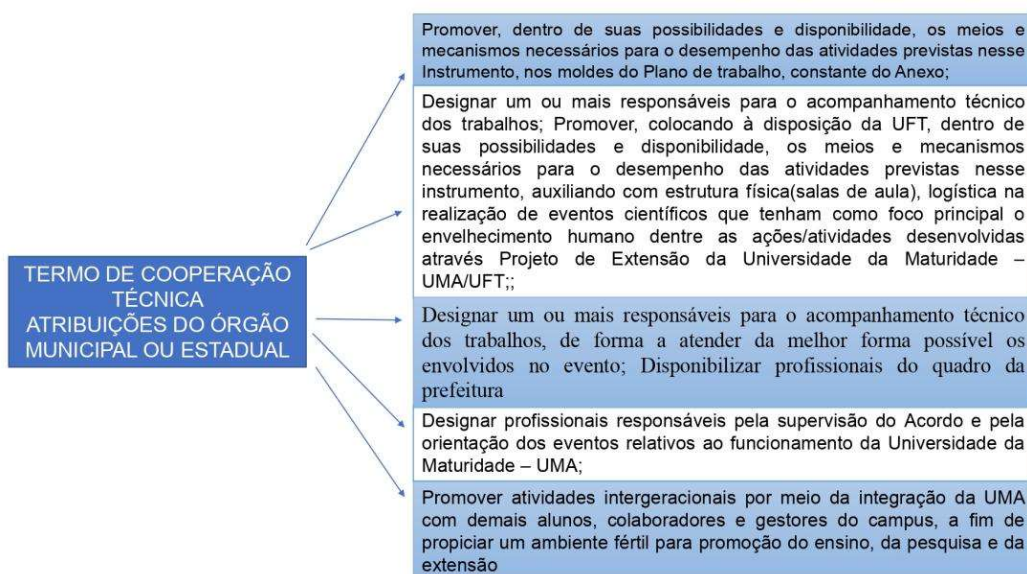 TERMO DE COOPERAÇÃO
TÉCNICA
ATRIBUIÇÕES DO ÓRGÃO
MUNICIPAL OU ESTADUAL
Promover, dentro de suas possibilidades e disponibilidade, os meios e
mecanismos necessários para o desempenho das atividades previstas nesse
Instrumento, nos moldes do Plano de trabalho, constante do Anexo;
Designar um ou mais responsáveis para o acompanhamento técnico
dos trabalhos; Promover, colocando à disposição da UFT, dentro de
suas possibilidades e disponibilidade, os meios e mecanismos
necessários para o desempenho das atividades previstas nesse
instrumento, auxiliando com estrutura física(salas de aula), logística na
realização de eventos científicos que tenham como foco principal o
envelhecimento humano dentre as ações/atividades desenvolvidas
através Projeto de Extensão da Universidade da Maturidade –
UMA/UFT;;
Designar um ou mais responsáveis para o acompanhamento técnico
dos trabalhos, de forma a atender da melhor forma possível os
envolvidos no evento; Disponibilizar profissionais do quadro da
prefeitura
Designar profissionais responsáveis pela supervisão do Acordo e pela
orientação dos eventos relativos ao funcionamento da Universidade da
Maturidade – UMA;
Promover atividades intergeracionais por meio da integração da UMA
com demais alunos, colaboradores e gestores do campus, a fim de
propiciar um ambiente fértil para promoção do ensino, da pesquisa e da
extensão